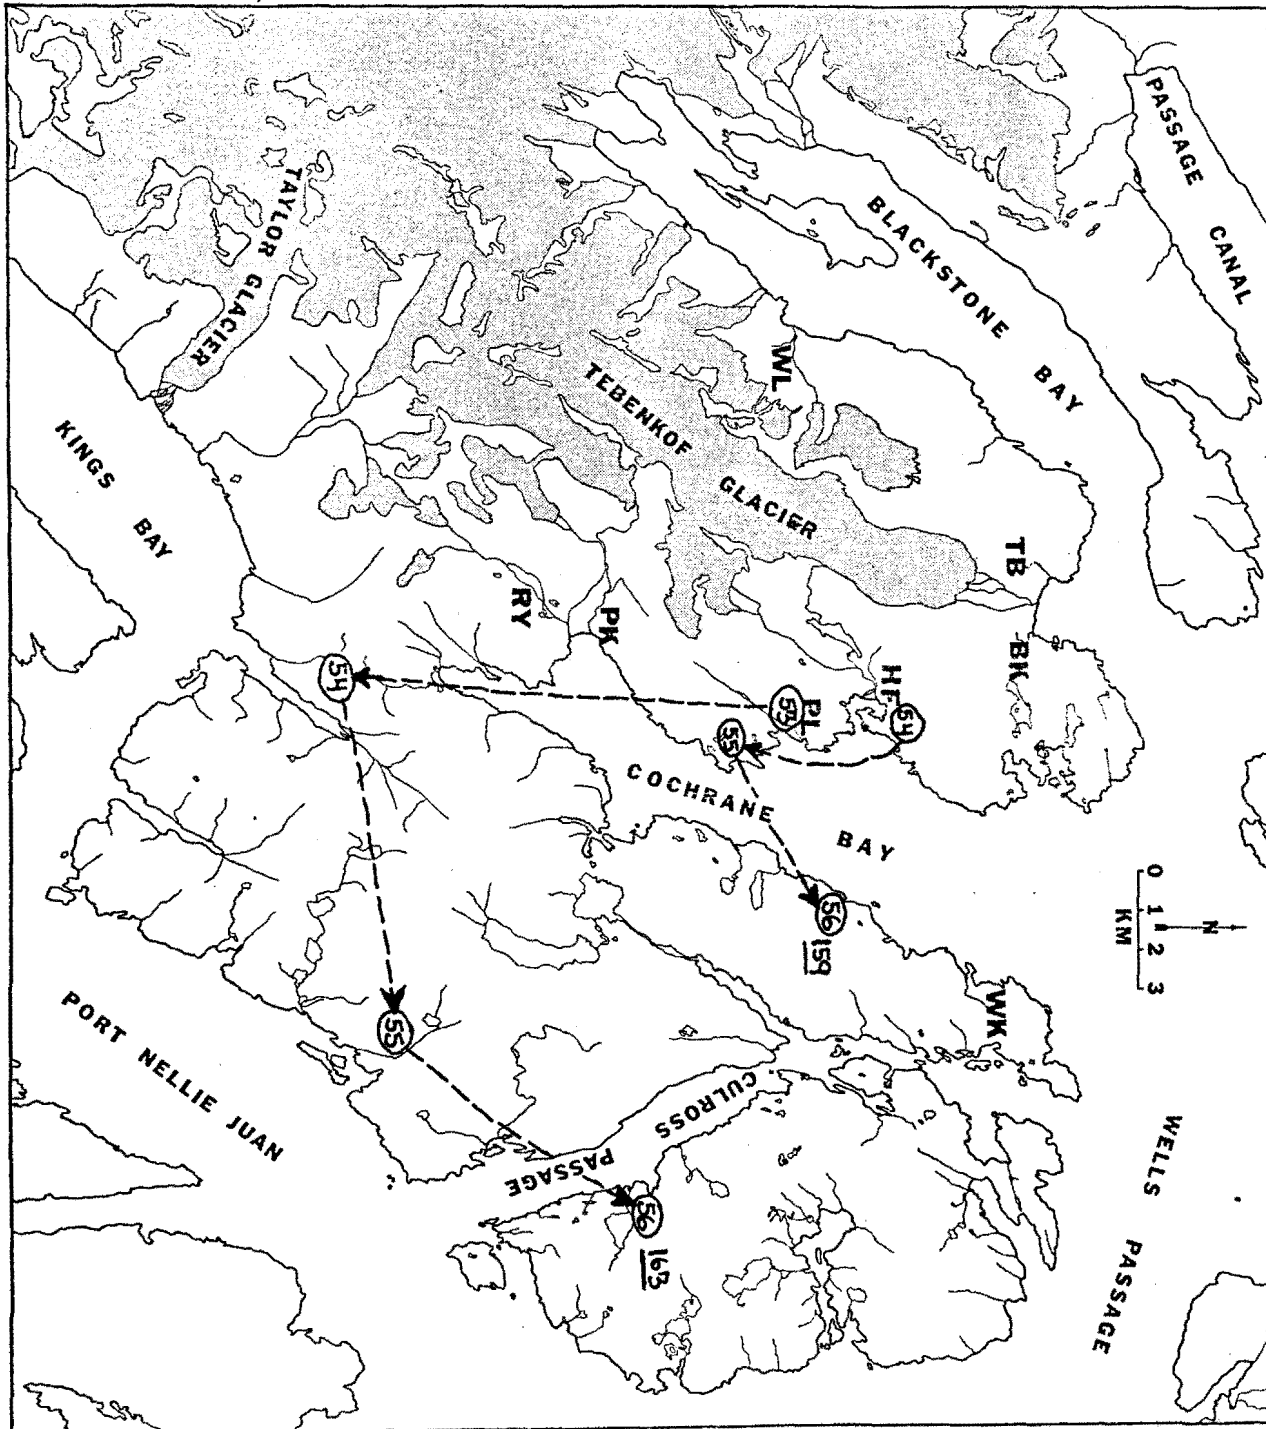 PASSAGE CANAL
BLACKSTONE BAY
TAYLOR GLACIER
TEBENKOF GLACIER
WL
KINGS BAY
TB
BK
RY
PK
HF
PL
54
53
55
54
COCHRANE BAY
56
159
0 1 2 3
KM
N
WK
55
PORT NELLIE JUAN
CULROSS PASSAGE
56
163
WELLS PASSAGE